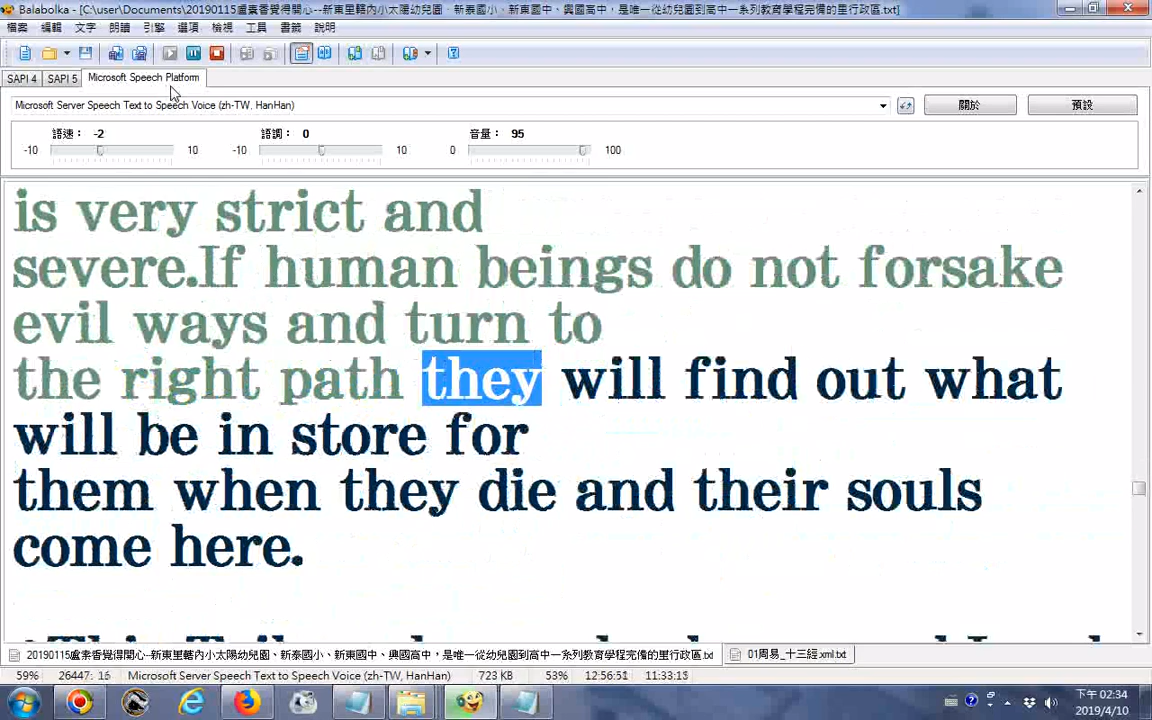 Balabolka - [C:\user\Documents\20190115盧素香覺得開心--新東里轄內小太陽幼兒園、新泰國小、新東國中、興國高中，是唯一從幼兒園到高中一系列教育學程完備的里行政區.txt]
檔案 編輯 文字 朗讀 引擎 選項 檢視 工具 書籤 說明
SAPI 4 SAPI 5 Microsoft Speech Platform
Microsoft Server Speech Text to Speech Voice (zh-TW, HanHan) 關於 預設
語速： -2 語調： 0 音量： 95
-10 10 -10 10 0 100
is very strict and
severe.If human beings do not forsake
evil ways and turn to
the right path they will find out what
will be in store for
them when they die and their souls
come here.
20190115盧素香覺得開心--新東里轄內小太陽幼兒園、新泰國小、新東國中、興國高中，是唯一從幼兒園到高中一系列教育學程完備的里行政區.txt 01周易_十三經.xml.txt
59% 26447: 16 Microsoft Server Speech Text to Speech Voice (zh-TW, HanHan) 723 KB 53% 12:56:51 11:33:13
下午 02:34
2019/4/10